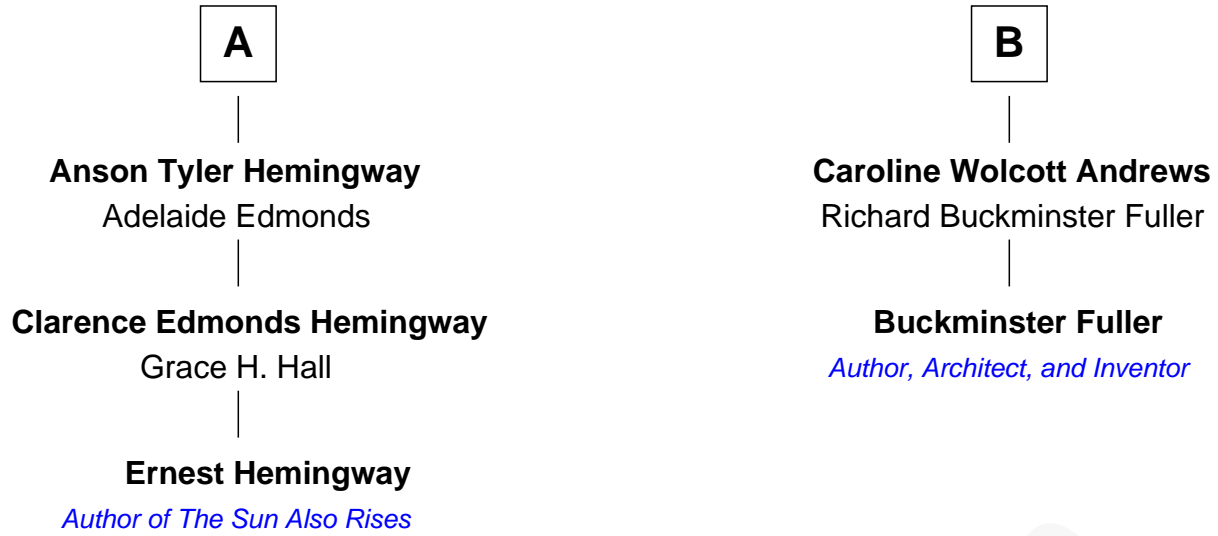 A
Anson Tyler Hemingway
Adelaide Edmonds
Clarence Edmonds Hemingway
Grace H. Hall
Ernest Hemingway
Author of The Sun Also Rises
B
Caroline Wolcott Andrews
Richard Buckminster Fuller
Buckminster Fuller
Author, Architect, and Inventor